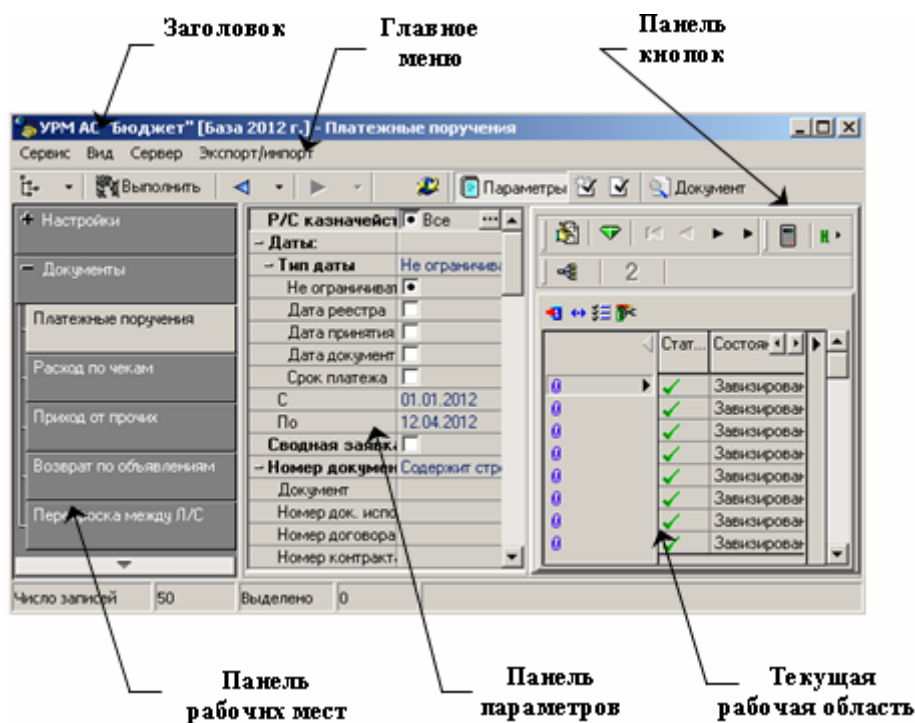 Заголовок
Главное
меню
Панель
кнопок
УРМ АС "Бюджет" [База 2012 г.] - Платежные поручения
Сервис Вид Сервер Экспорт/импорт
Выполнить Параметры Документ
Настройки
Документы
Платежные поручения
Расход по чекам
Приход от прочих
Возврат по объявлениям
между Л/С
Р/С казначейст Все ...
Даты:
Тип даты Не ограничива
Не ограничиват
Дата реестра
Дата принятия
Дата документ
Срок платежа
С 01.01.2012
По 12.04.2012
Сводная заявка
Номер докумен Содержит стр
Документ
Номер док. испо
Номер договора
Номер контракт
2
Стат... Состоян
Завизирован
Завизирован
Завизирован
Завизирован
Завизирован
Завизирован
Завизирован
Завизирован
Число записей 50 Выделено 0
Панель
рабочих мест
Панель
параметров
Текущая
рабочая область